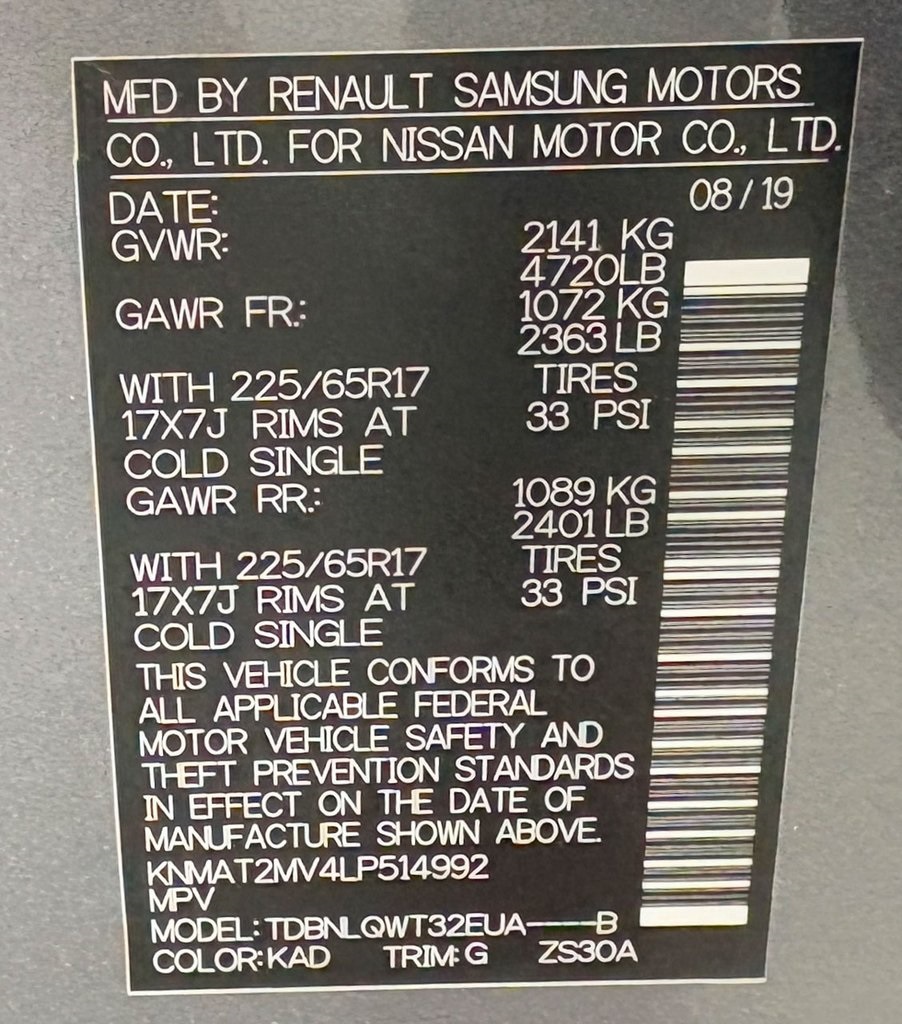 MFD BY RENAULT SAMSUNG MOTORS
CO., LTD. FOR NISSAN MOTOR CO., LTD.
DATE: 08 / 19
GVWR: 2141 KG
4720LB
GAWR FR.: 1072 KG
2363 LB
WITH 225/65R17 TIRES
17X7J RIMS AT 33 PSI
COLD SINGLE
GAWR RR.: 1089 KG
2401 LB
WITH 225/65R17 TIRES
17X7J RIMS AT 33 PSI
COLD SINGLE
THIS VEHICLE CONFORMS TO
ALL APPLICABLE FEDERAL
MOTOR VEHICLE SAFETY AND
THEFT PREVENTION STANDARDS
IN EFFECT ON THE DATE OF
MANUFACTURE SHOWN ABOVE.
KNMAT2MV4LP514992
MPV
MODEL: TDBNLQWT32EUA----B
COLOR: KAD TRIM: G ZS30A